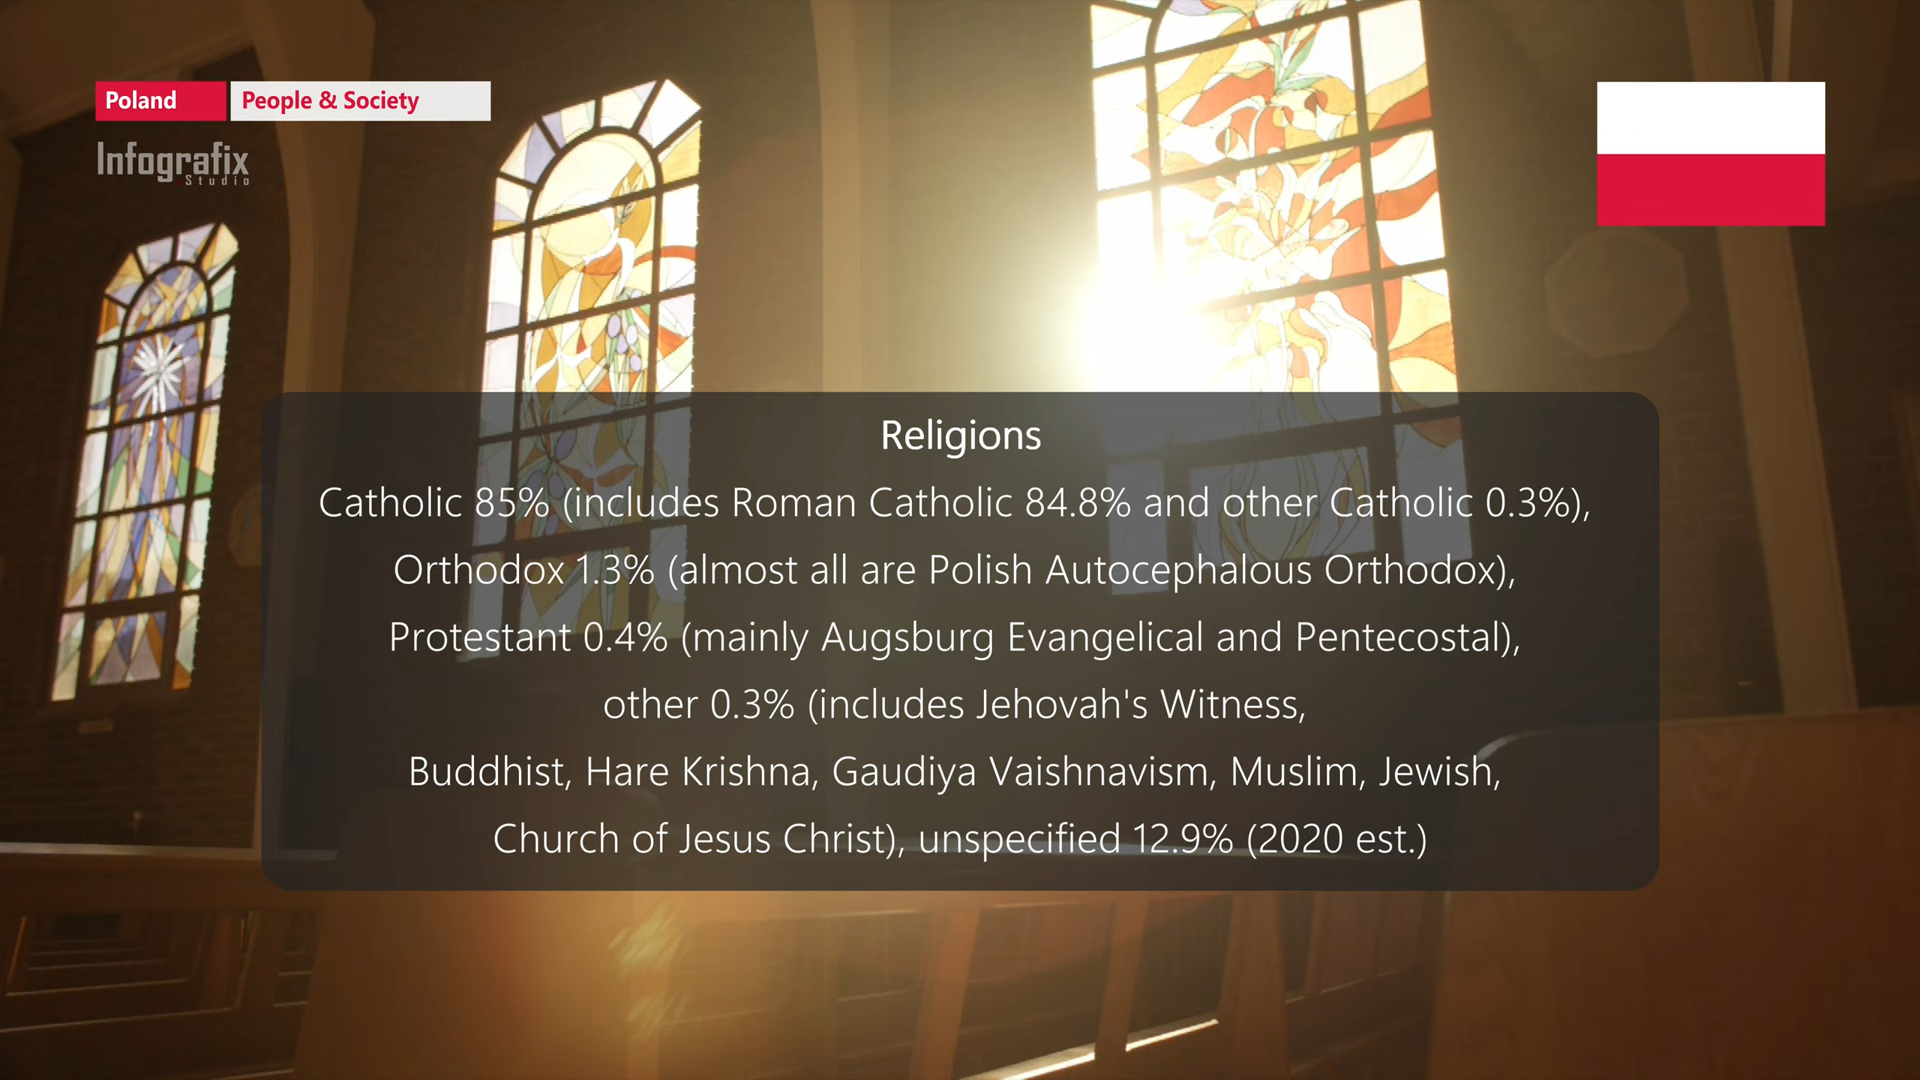 Poland
People & Society
Infografix
Studio
Religions
Catholic 85% (includes Roman Catholic 84.8% and other Catholic 0.3%),
Orthodox 1.3% (almost all are Polish Autocephalous Orthodox),
Protestant 0.4% (mainly Augsburg Evangelical and Pentecostal),
other 0.3% (includes Jehovah's Witness,
Buddhist, Hare Krishna, Gaudiya Vaishnavism, Muslim, Jewish,
Church of Jesus Christ), unspecified 12.9% (2020 est.)